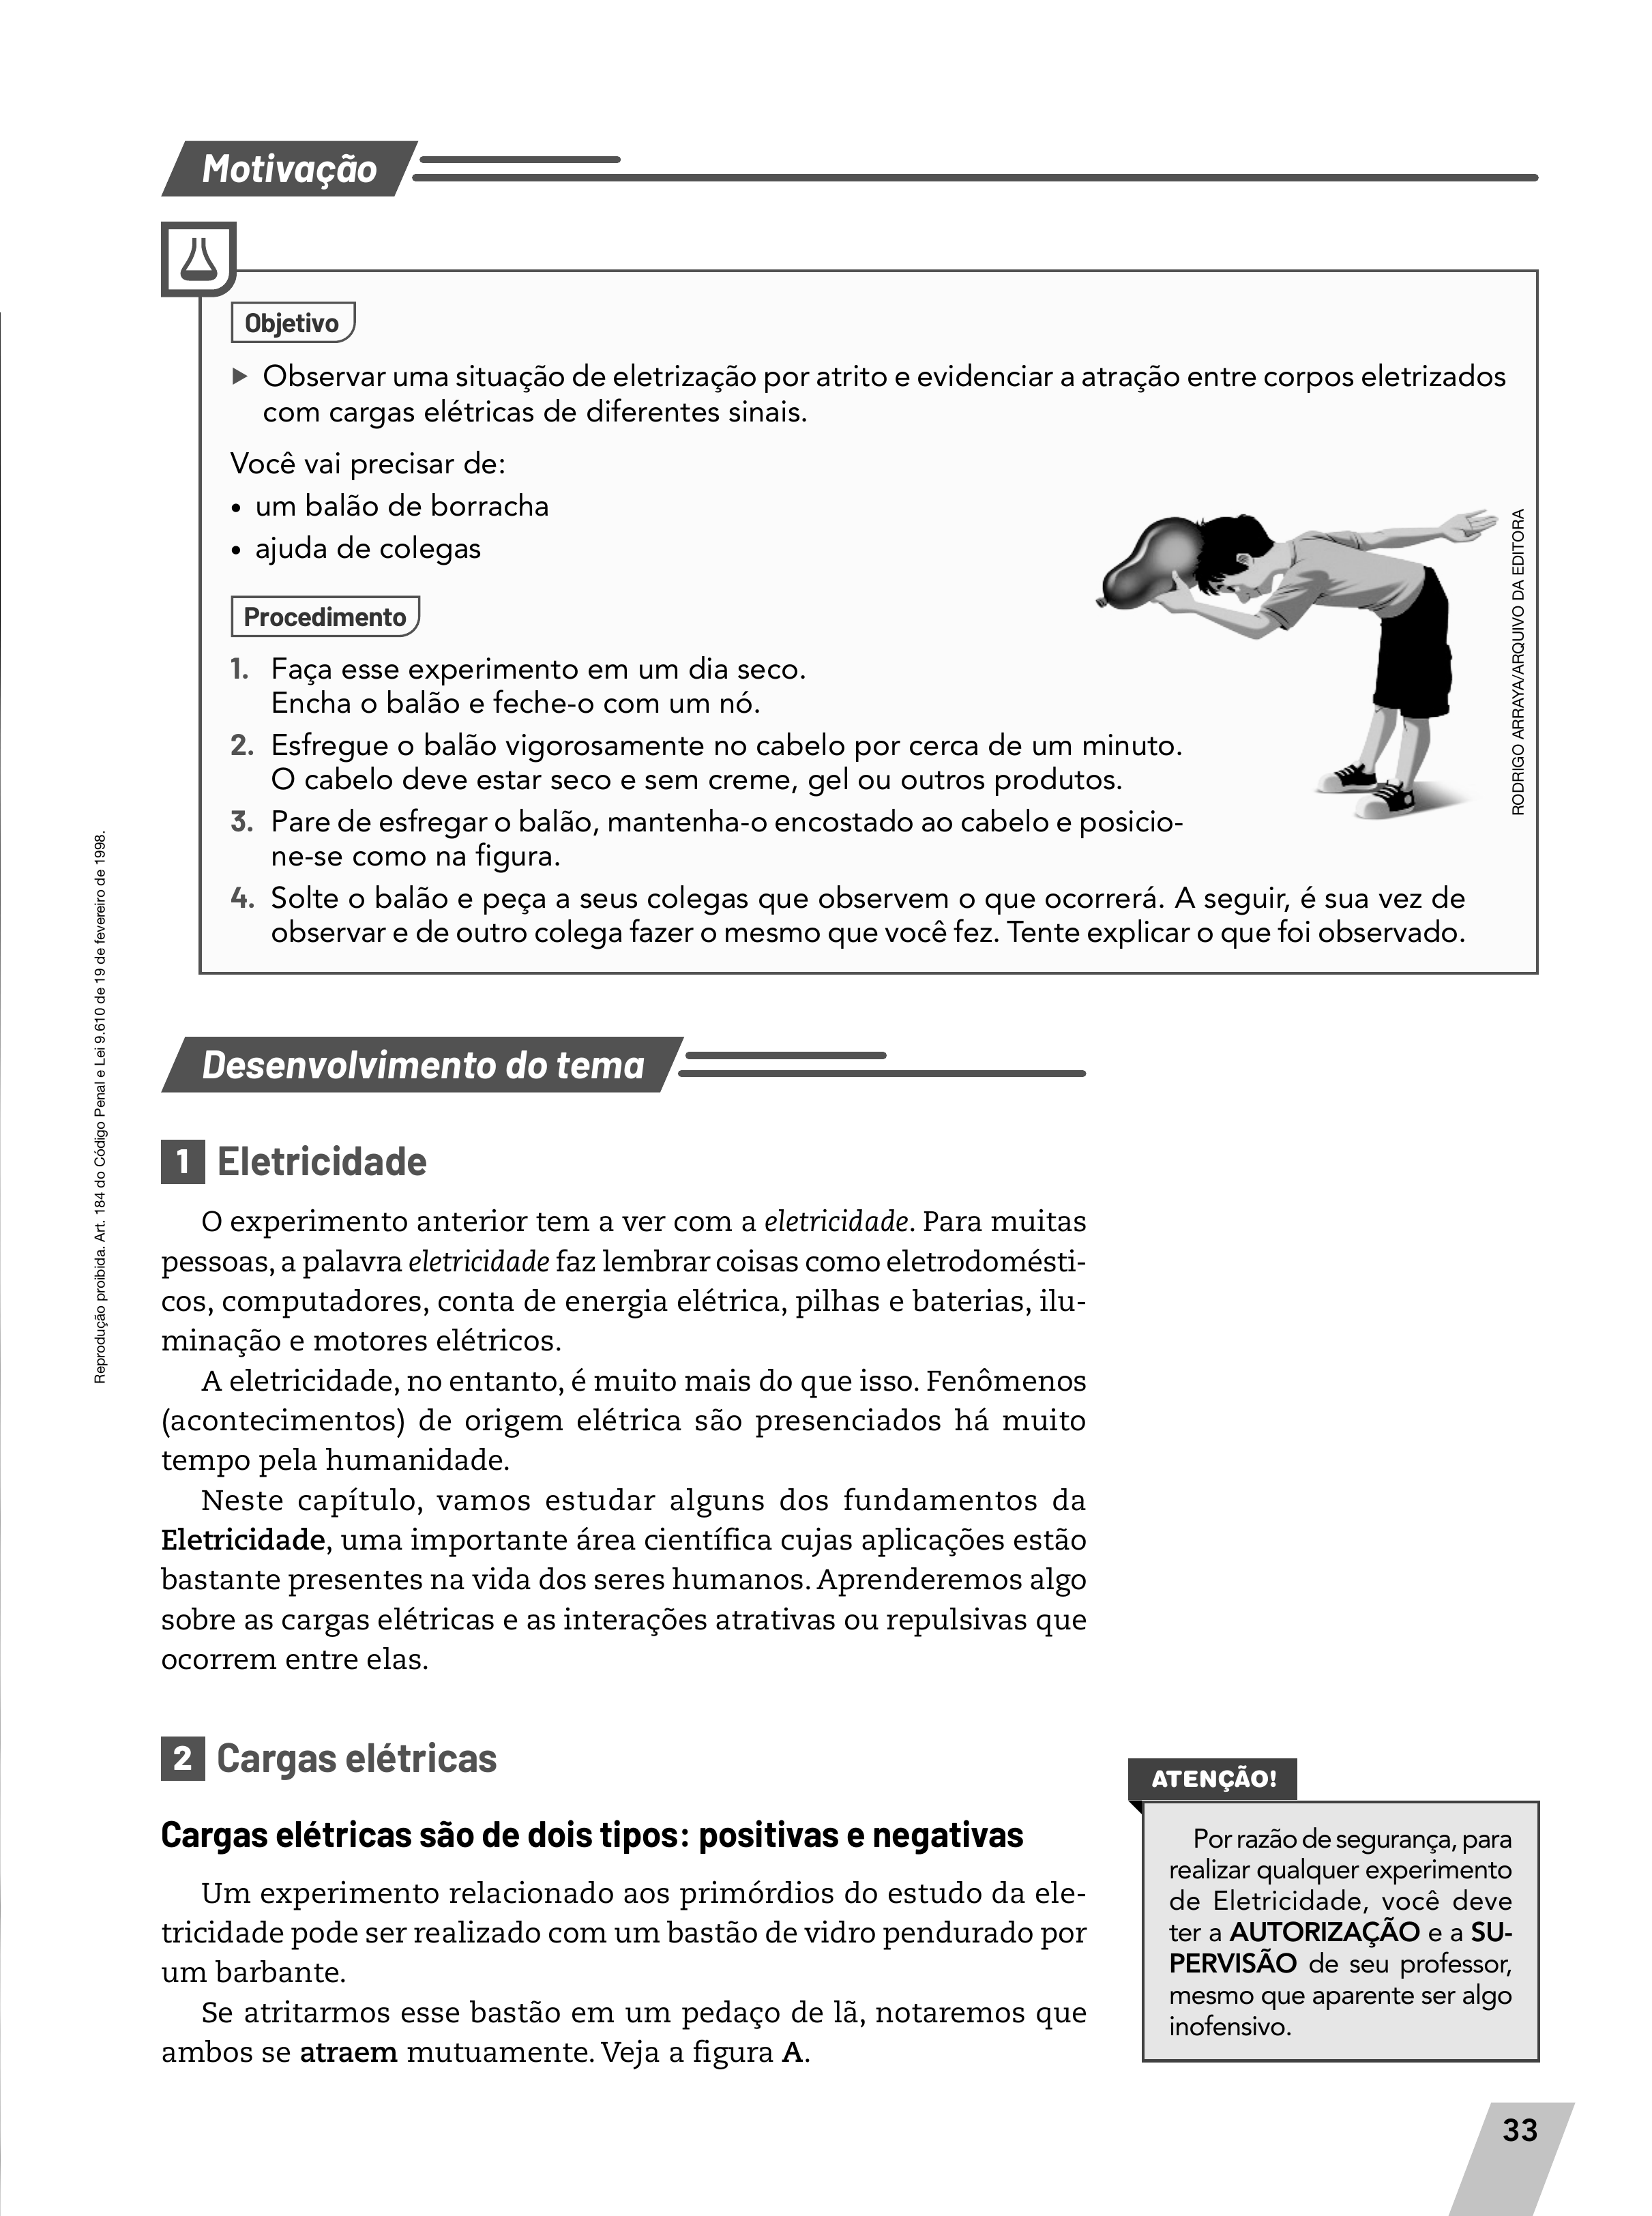 Motivação
Objetivo
▶ Observar uma situação de eletrização por atrito e evidenciar a atração entre corpos eletrizados
com cargas elétricas de diferentes sinais.
Você vai precisar de:
• um balão de borracha
• ajuda de colegas
Procedimento
1. Faça esse experimento em um dia seco.
Encha o balão e feche-o com um nó.
2. Esfregue o balão vigorosamente no cabelo por cerca de um minuto.
O cabelo deve estar seco e sem creme, gel ou outros produtos.
3. Pare de esfregar o balão, mantenha-o encostado ao cabelo e posicio-
ne-se como na figura.
4. Solte o balão e peça a seus colegas que observem o que ocorrerá. A seguir, é sua vez de
observar e de outro colega fazer o mesmo que você fez. Tente explicar o que foi observado.
RODRIGO ARRAYA/ARQUIVO DA EDITORA
Reprodução proibida. Art. 184 do Código Penal e Lei 9.610 de 19 de fevereiro de 1998.
Desenvolvimento do tema
1 Eletricidade
O experimento anterior tem a ver com a eletricidade. Para muitas
pessoas, a palavra eletricidade faz lembrar coisas como eletrodomésti-
cos, computadores, conta de energia elétrica, pilhas e baterias, ilu-
minação e motores elétricos.
A eletricidade, no entanto, é muito mais do que isso. Fenômenos
(acontecimentos) de origem elétrica são presenciados há muito
tempo pela humanidade.
Neste capítulo, vamos estudar alguns dos fundamentos da
Eletricidade, uma importante área científica cujas aplicações estão
bastante presentes na vida dos seres humanos. Aprenderemos algo
sobre as cargas elétricas e as interações atrativas ou repulsivas que
ocorrem entre elas.
2 Cargas elétricas
Cargas elétricas são de dois tipos: positivas e negativas
Um experimento relacionado aos primórdios do estudo da ele-
tricidade pode ser realizado com um bastão de vidro pendurado por
um barbante.
Se atritarmos esse bastão em um pedaço de lã, notaremos que
ambos se atraem mutuamente. Veja a figura A.
ATENÇÃO!
Por razão de segurança, para
realizar qualquer experimento
de Eletricidade, você deve
ter a AUTORIZAÇÃO e a SU-
PERVISÃO de seu professor,
mesmo que aparente ser algo
inofensivo.
33